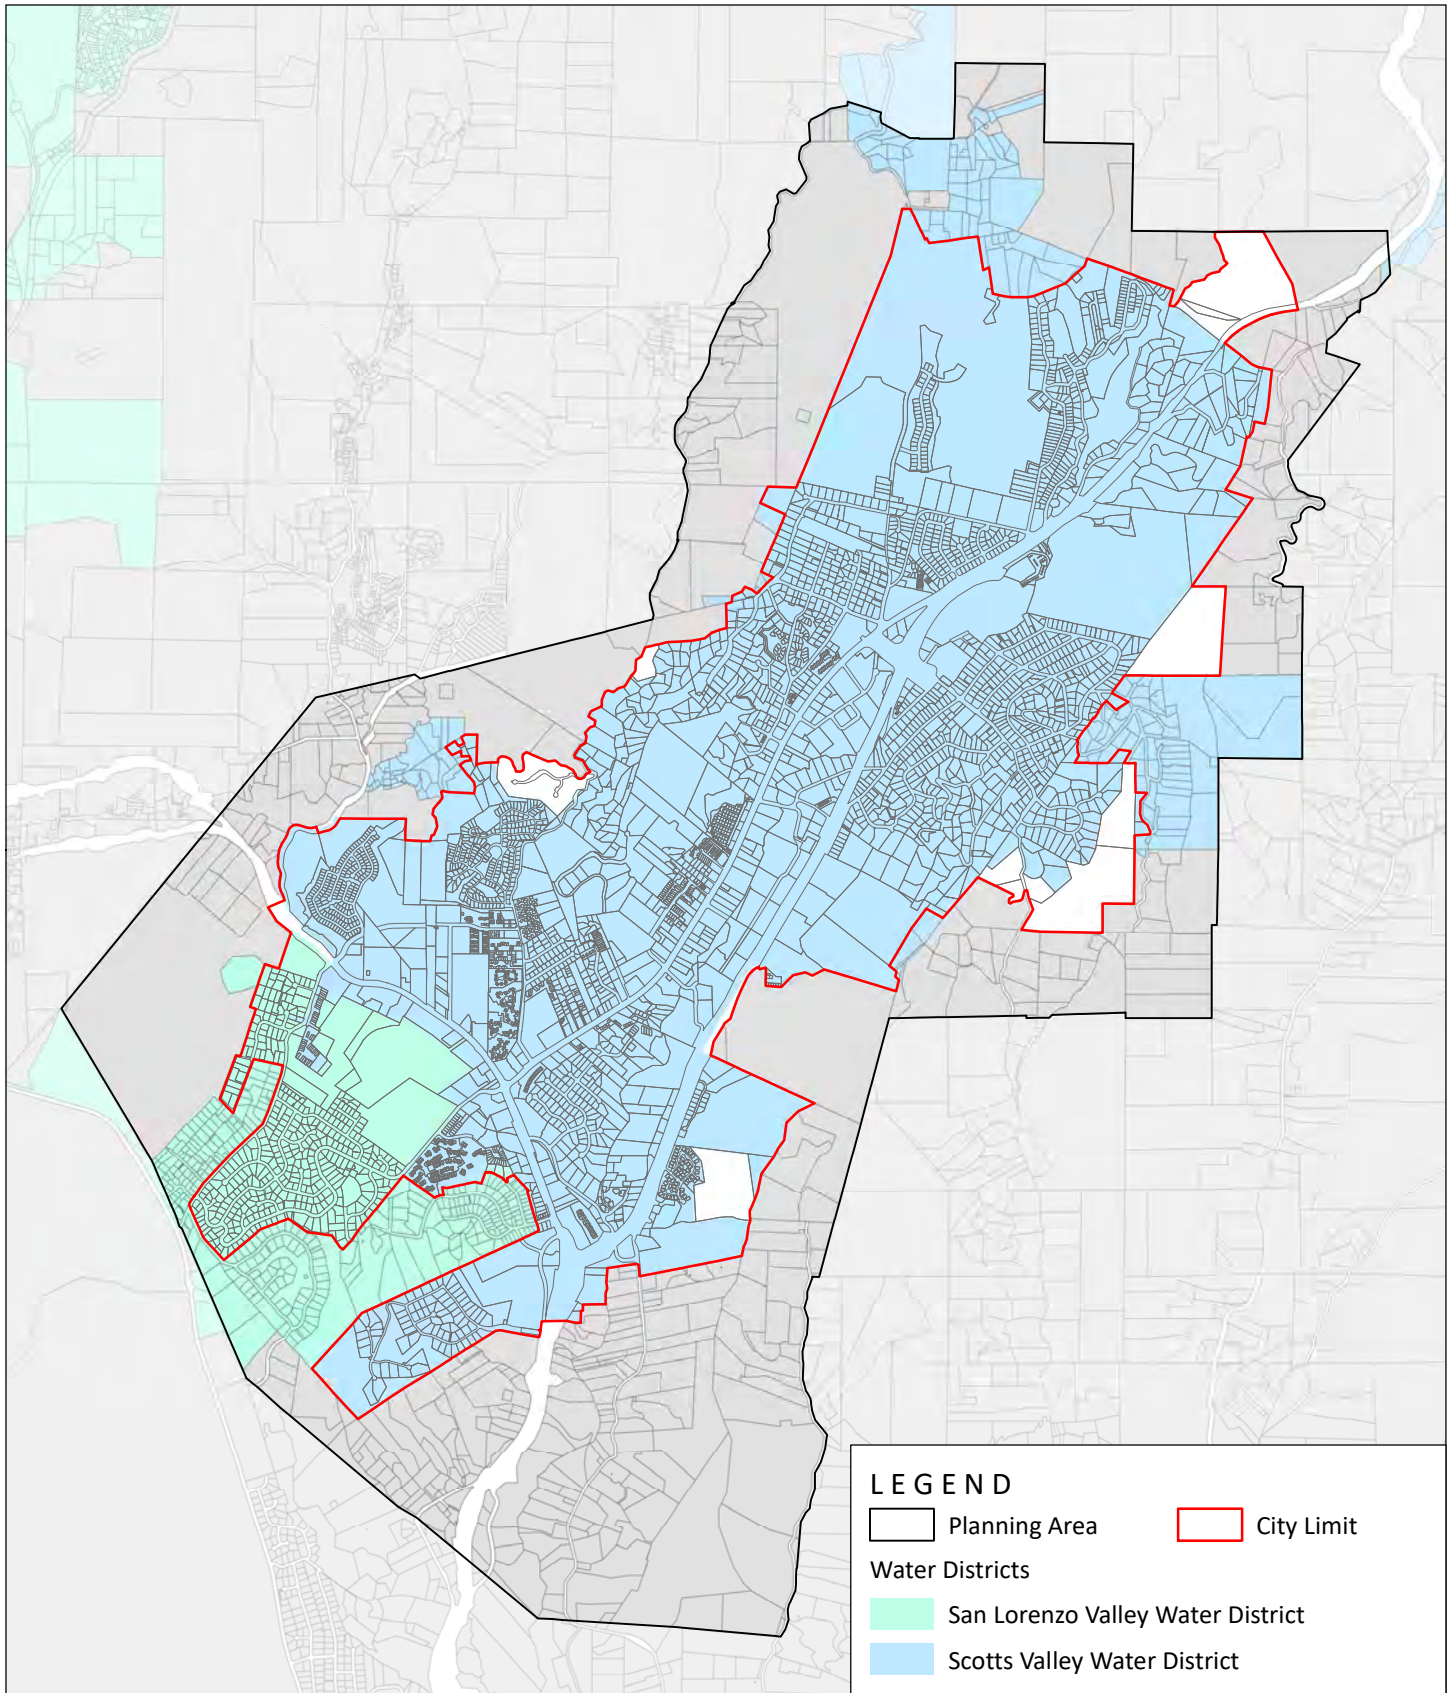 LEGEND
Planning Area
City Limit
Water Districts
San Lorenzo Valley Water District
Scotts Valley Water District